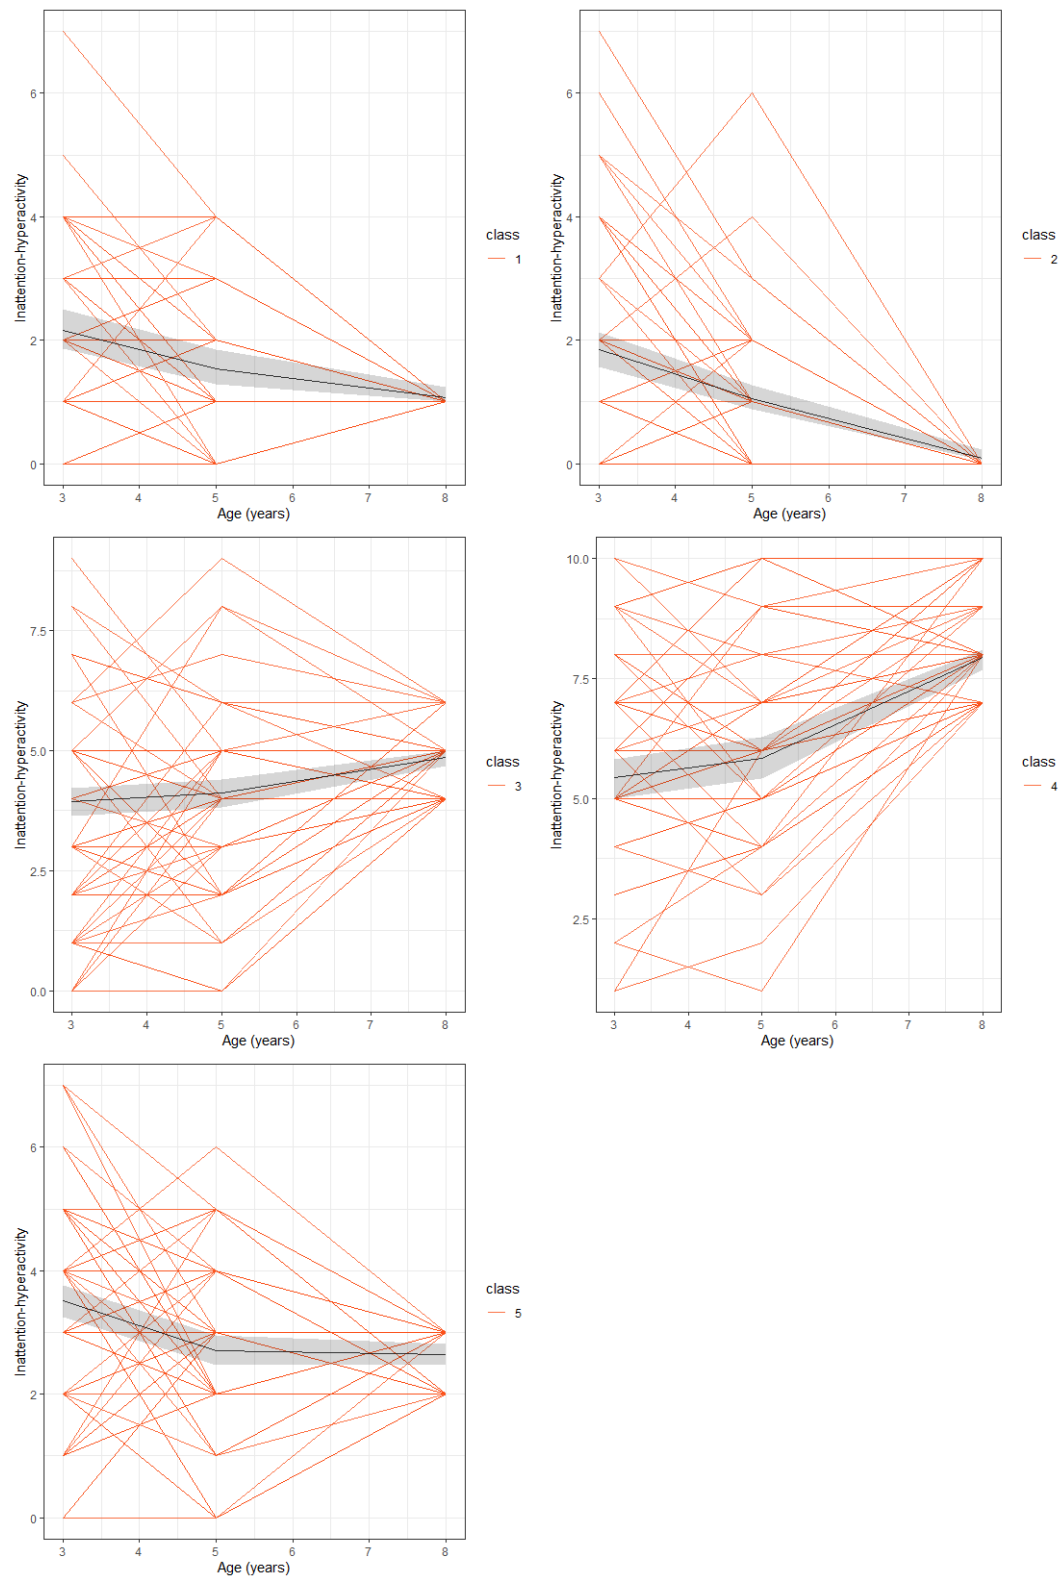 Inattention-hyperactivity
6
4
2
0
3 4 5 6 7 8
Age (years)
class
1
Inattention-hyperactivity
6
4
2
0
3 4 5 6 7 8
Age (years)
class
2
Inattention-hyperactivity
7.5
5.0
2.5
0.0
3 4 5 6 7 8
Age (years)
class
3
Inattention-hyperactivity
10.0
7.5
5.0
2.5
3 4 5 6 7 8
Age (years)
class
4
Inattention-hyperactivity
6
4
2
0
3 4 5 6 7 8
Age (years)
class
5